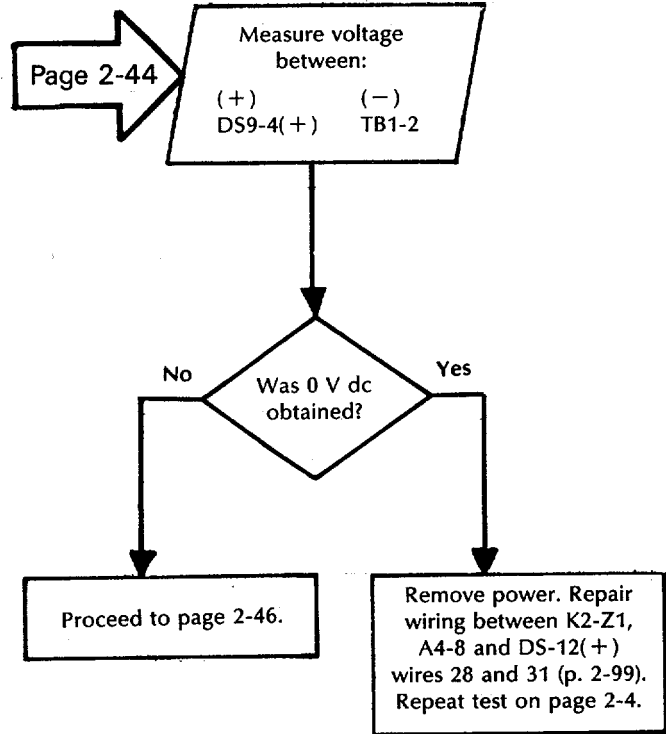 Page 2-44
Measure voltage
between:
(+) (−)
DS9-4(+) TB1-2
No
Yes
Was 0 V dc
obtained?
Proceed to page 2-46.
Remove power. Repair
wiring between K2-Z1,
A4-8 and DS-12(+)
wires 28 and 31 (p. 2-99).
Repeat test on page 2-4.